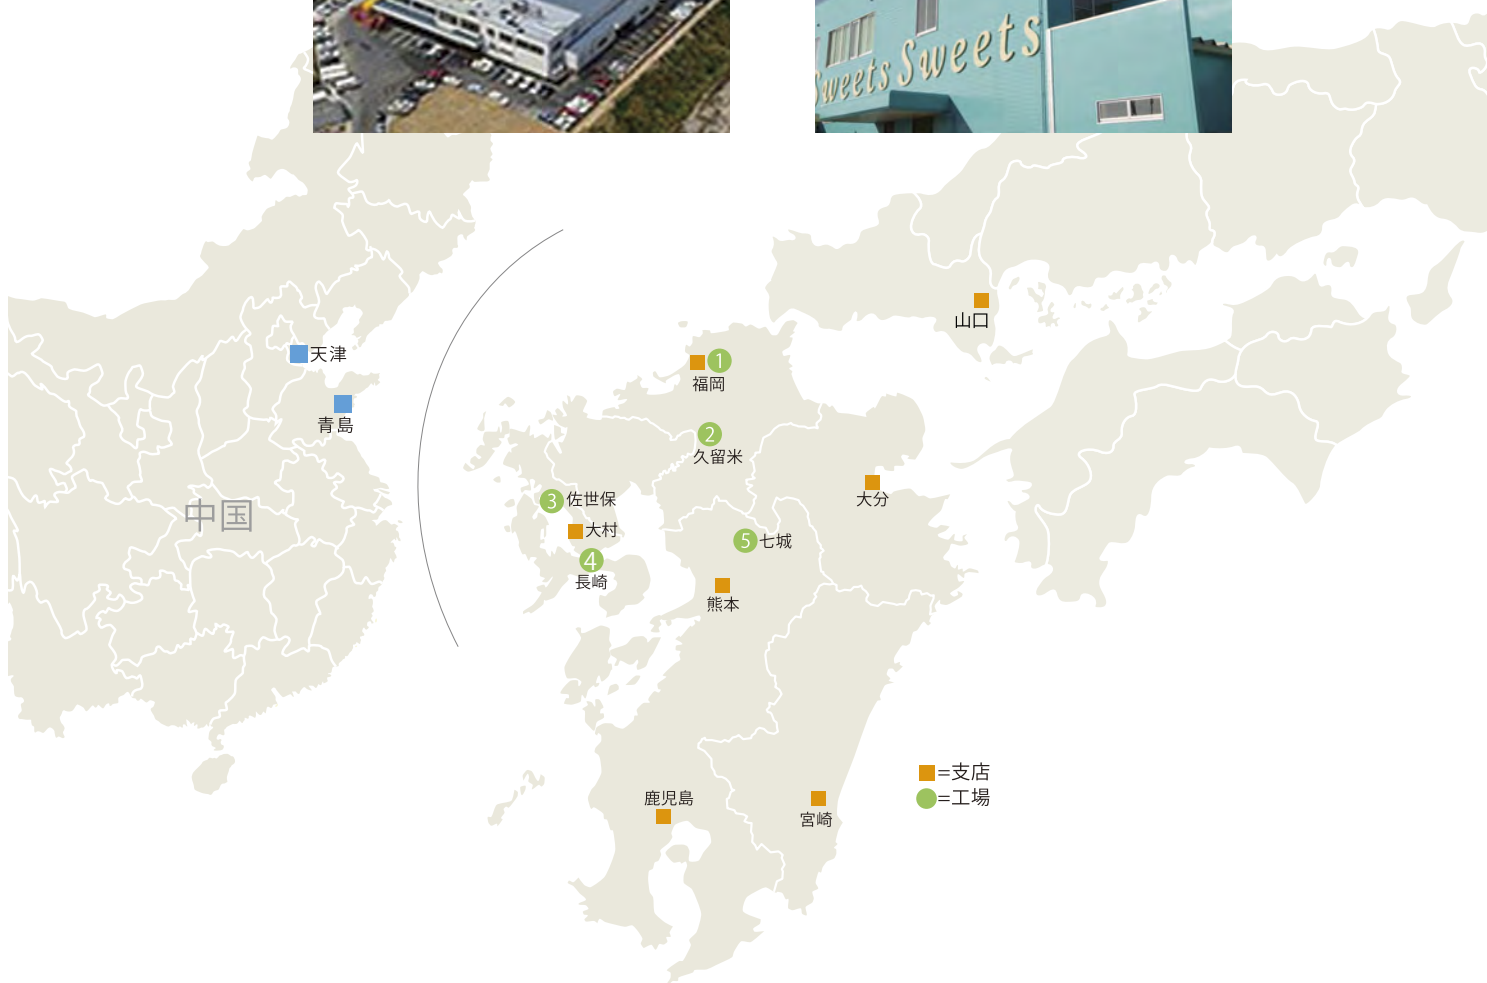 Sweets Sweets
山口
天津
1
福岡
青島
2
久留米
大分
3 佐世保
中国
大村
5 七城
4
長崎
熊本
=支店
=工場
鹿児島
宮崎